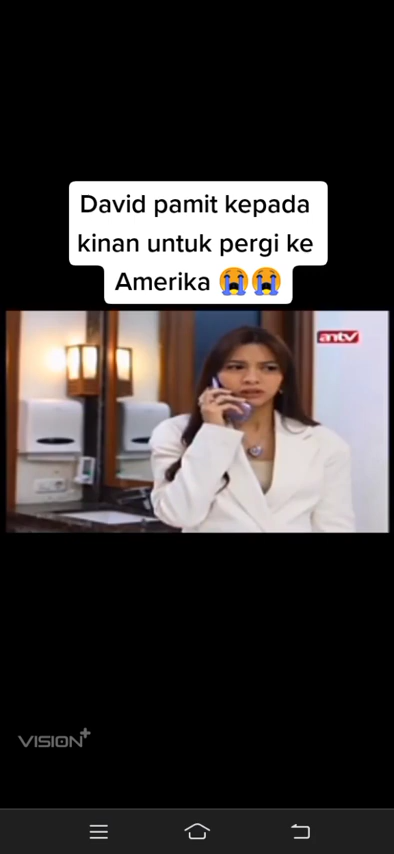 David pamit kepada
kinan untuk pergi ke
Amerika 😭😭
antv
VISION+